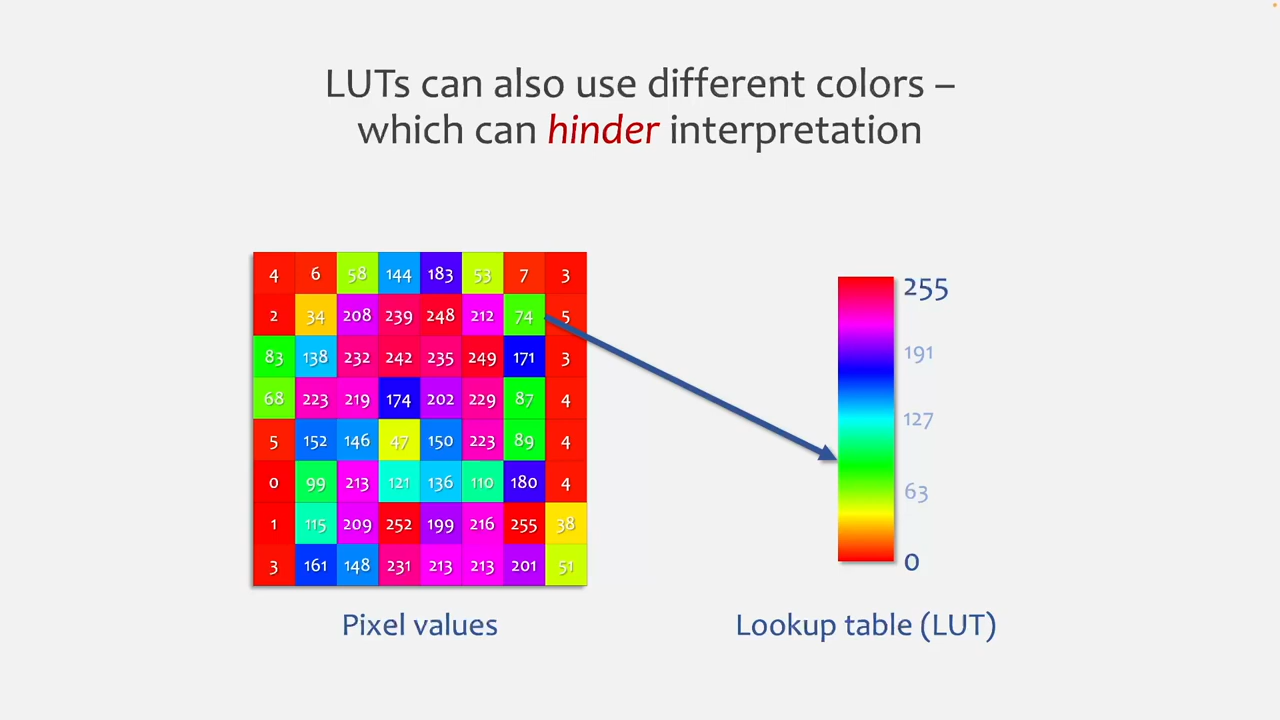 LUTs can also use different colors –
which can hinder interpretation
4 6 58 144 183 53 7 3
2 34 208 239 248 212 74 5
83 138 232 242 235 249 171 3
68 223 219 174 202 229 87 4
5 152 146 47 150 223 89 4
0 99 213 121 136 110 180 4
1 115 209 252 199 216 255 38
3 161 148 231 213 213 201 51
Pixel values
255
191
127
63
0
Lookup table (LUT)